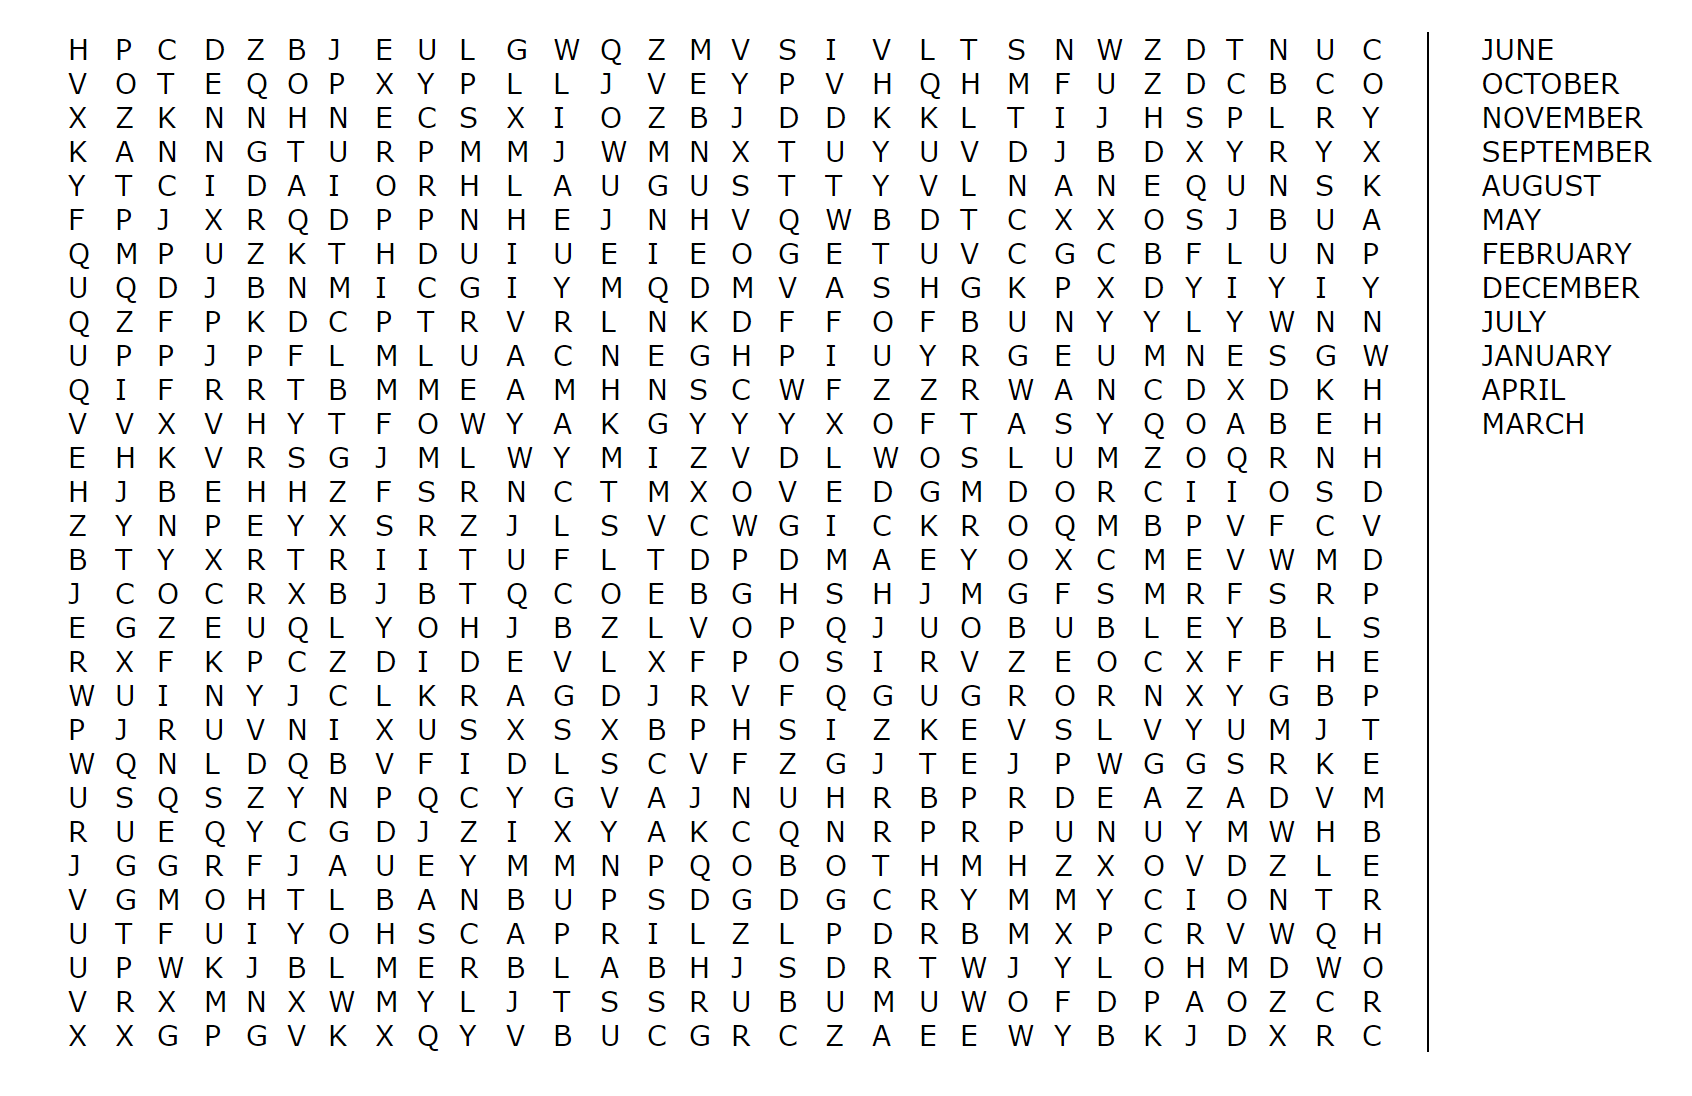 H P C D Z B J E U L G W Q Z M V S I V L T S N W Z D T N U C
V O T E Q O P X Y P L L J V E Y P V H Q H M F U Z D C B C O
X Z K N N H N E C S X I O Z B J D D K K L T I J H S P L R Y
K A N N G T U R P M M J W M N X T U Y U V D J B D X Y R Y X
Y T C I D A I O R H L A U G U S T T Y V L N A N E Q U N S K
F P J X R Q D P P N H E J N H V Q W B D T C X X O S J B U A
Q M P U Z K T H D U I U E I E O G E T U V C G C B F L U N P
U Q D J B N M I C G I Y M Q D M V A S H G K P X D Y I Y I Y
Q Z F P K D C P T R V R L N K D F F O F B U N Y Y L Y W N N
U P P J P F L M L U A C N E G H P I U Y R G E U M N E S G W
Q I F R R T B M M E A M H N S C W F Z Z R W A N C D X D K H
V V X V H Y T F O W Y A K G Y Y Y X O F T A S Y Q O A B E H
E H K V R S G J M L W Y M I Z V D L W O S L U M Z O Q R N H
H J B E H H Z F S R N C T M X O V E D G M D O R C I I O S D
Z Y N P E Y X S R Z J L S V C W G I C K R O Q M B P V F C V
B T Y X R T R I I T U F L T D P D M A E Y O X C M E V W M D
J C O C R X B J B T Q C O E B G H S H J M G F S M R F S R P
E G Z E U Q L Y O H J B Z L V O P Q J U O B U B L E Y B L S
R X F K P C Z D I D E V L X F P O S I R V Z E O C X F F H E
W U I N Y J C L K R A G D J R V F Q G U G R O R N X Y G B P
P J R U V N I X U S X S X B P H S I Z K E V S L V Y U M J T
W Q N L D Q B V F I D L S C V F Z G J T E J P W G G S R K E
U S Q S Z Y N P Q C Y G V A J N U H R B P R D E A Z A D V M
R U E Q Y C G D J Z I X Y A K C Q N R P R P U N U Y M W H B
J G G R F J A U E Y M M N P Q O B O T H M H Z X O V D Z L E
V G M O H T L B A N B U P S D G D G C R Y M M Y C I O N T R
U T F U I Y O H S C A P R I L Z L P D R B M X P C R V W Q H
U P W K J B L M E R B L A B H J S D R T W J Y L O H M D W O
V R X M N X W M Y L J T S S R U B U M U W O F D P A O Z C R
X X G P G V K X Q Y V B U C G R C Z A E E W Y B K J D X R C
JUNE
OCTOBER
NOVEMBER
SEPTEMBER
AUGUST
MAY
FEBRUARY
DECEMBER
JULY
JANUARY
APRIL
MARCH